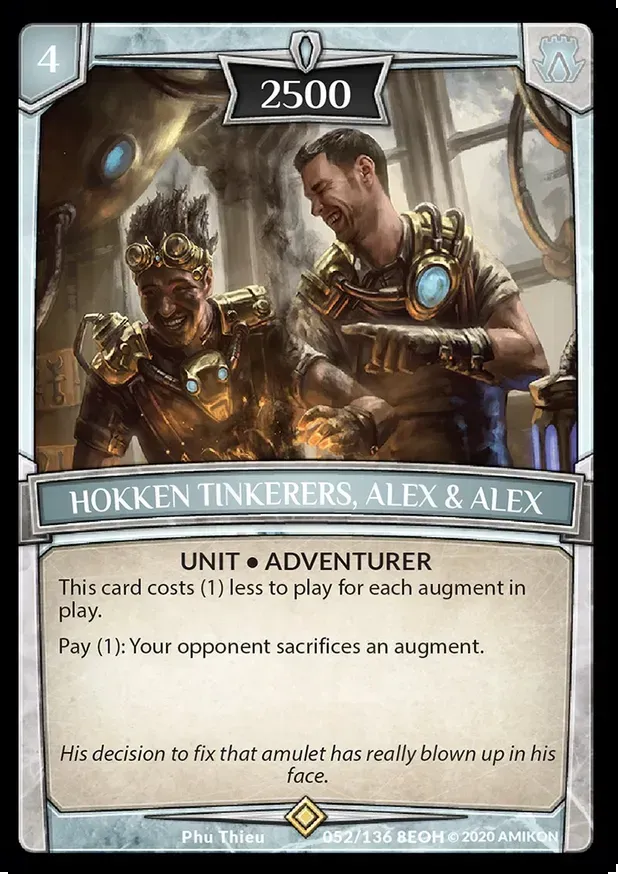 4
2500
HOKKEN TINKERERS, ALEX & ALEX
UNIT • ADVENTURER
This card costs (1) less to play for each augment in
play.
Pay (1): Your opponent sacrifices an augment.
His decision to fix that amulet has really blown up in his
face.
Phu Thieu 052/136 8EOH © 2020 AMIKON